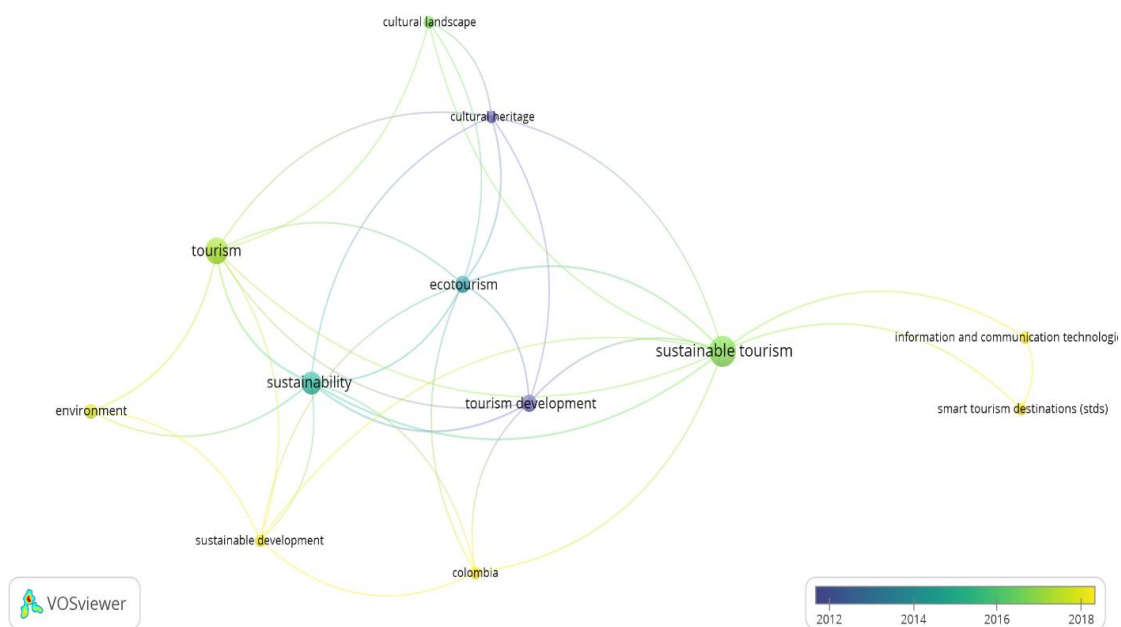 cultural landscape
cultural heritage
tourism
ecotourism
information and communication technologi
sustainable tourism
sustainability
tourism development
environment
smart tourism destinations (stds)
sustainable development
colombia
VOSviewer
2012
2014
2016
2018